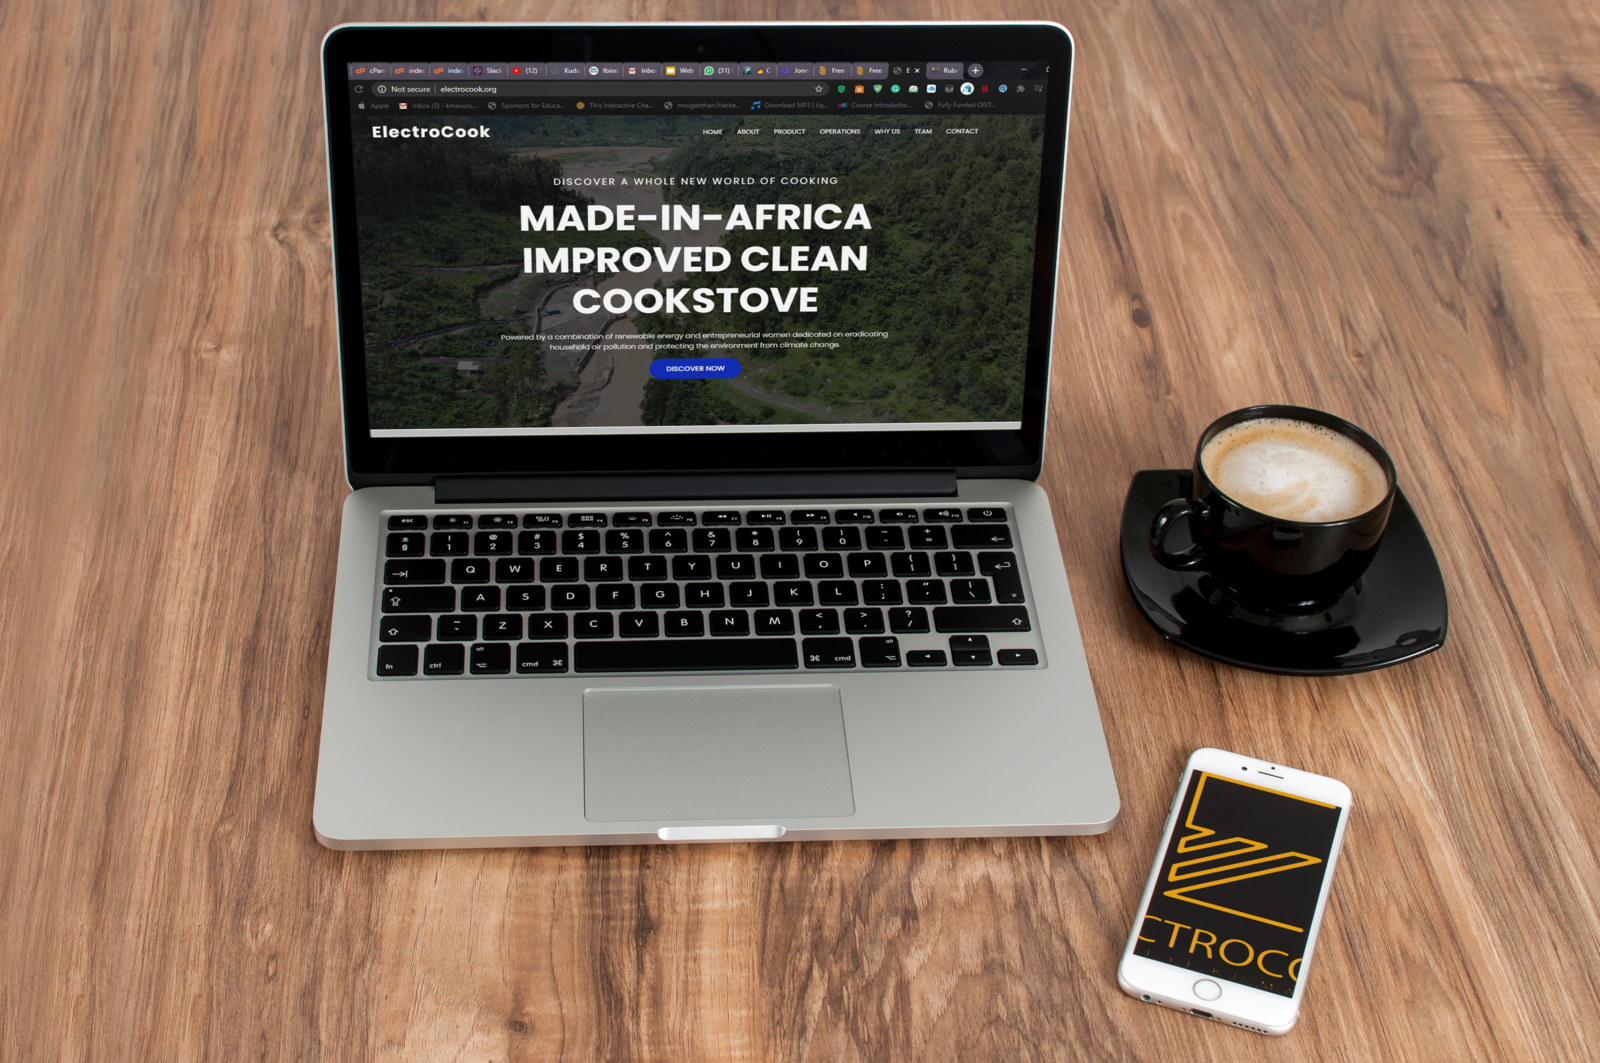 cPan inde inde Slack (12) Kuda Ibira Inbo Web (31) C Jonn Free Free E Rub
Not secure | electrocook.org
Apple Inbox (5) - kmavuru... Sponsors for Educa... This Interactive Cha... msuganthan/Hacke... Download MP3 | liq... Course Introductio... Fully Funded OIST...
ElectroCook
HOME ABOUT PRODUCT OPERATIONS WHY US TEAM CONTACT
DISCOVER A WHOLE NEW WORLD OF COOKING
MADE-IN-AFRICA
IMPROVED CLEAN
COOKSTOVE
Powered by a combination of renewable energy and entrepreneurial women dedicated on eradicating
household air pollution and protecting the environment from climate change.
DISCOVER NOW
esc F1 F2 F3 F4 F5 F6 F7 F8 F9 F10 F11 F12
± ! @ # $ % ^ & * ( ) - +
§ 1 2 3 4 5 6 7 8 9 0 - =
Q W E R T Y U I O P { [ } ]
A S D F G H J K L : ; " ' | \
~ Z X C V B N M < , > . ? /
fn ctrl alt cmd ⌘ ⌘ cmd alt
CTROCO